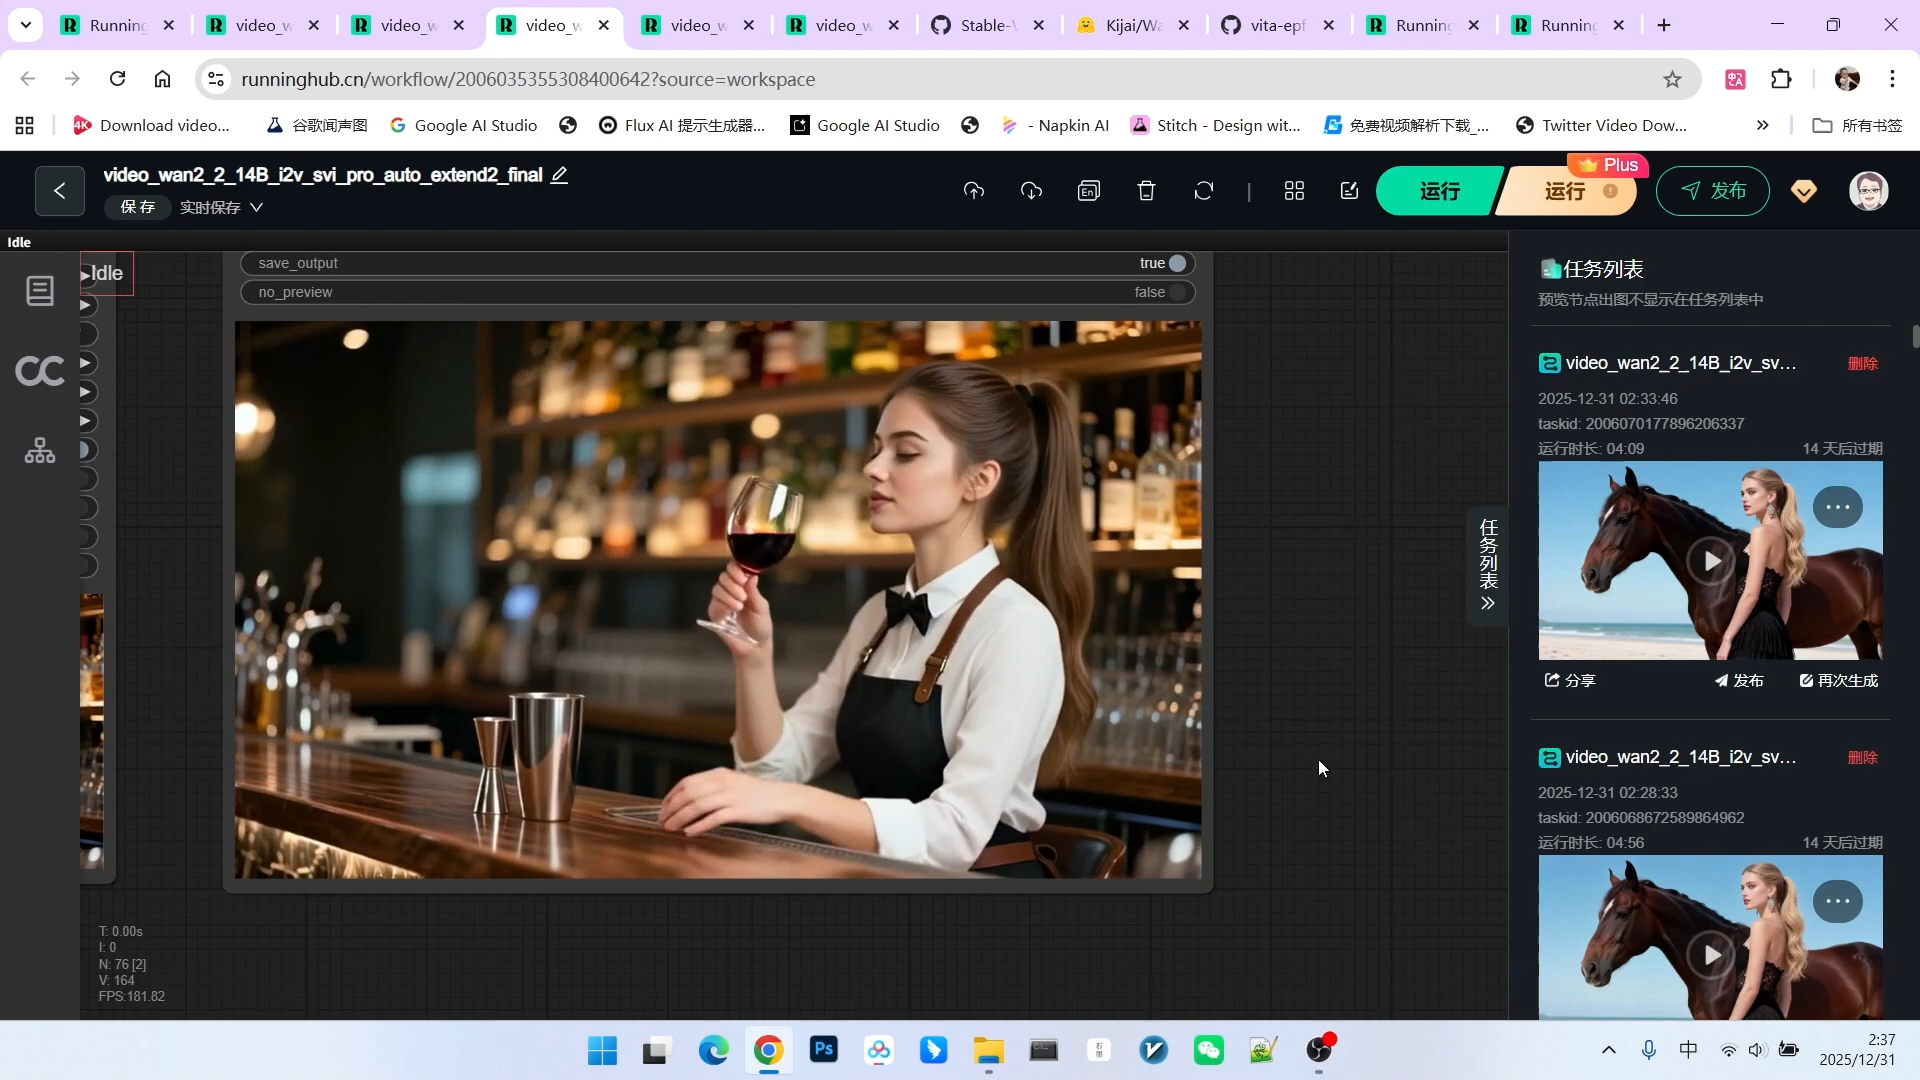 Running
video_w
video_w
video_w
video_w
video_w
Stable-
Kijai/Wa
vita-epf
Running
Running
runninghub.cn/workflow/2006035355308400642?source=workspace
4K Download video...
谷歌闻声图
Google AI Studio
Flux AI 提示生成器...
Google AI Studio
- Napkin AI
Stitch - Design wit...
免费视频解析下载_...
Twitter Video Dow...
所有书签
video_wan2_2_14B_i2v_svi_pro_auto_extend2_final
保存
实时保存
En
运行
运行
Plus
发布
Idle
Idle
save_output
true
no_preview
false
CC
T: 0.00s
I: 0
N: 76 [2]
V: 164
FPS:181.82
任务列表
任务列表
预览节点出图不显示在任务列表中
video_wan2_2_14B_i2v_sv...
删除
2025-12-31 02:33:46
taskid: 2006070177896206337
运行时长: 04:09
14 天后过期
分享
发布
再次生成
video_wan2_2_14B_i2v_sv...
删除
2025-12-31 02:28:33
taskid: 2006068672589864962
运行时长: 04:56
14 天后过期
Ps
石墨
中
2:37
2025/12/31